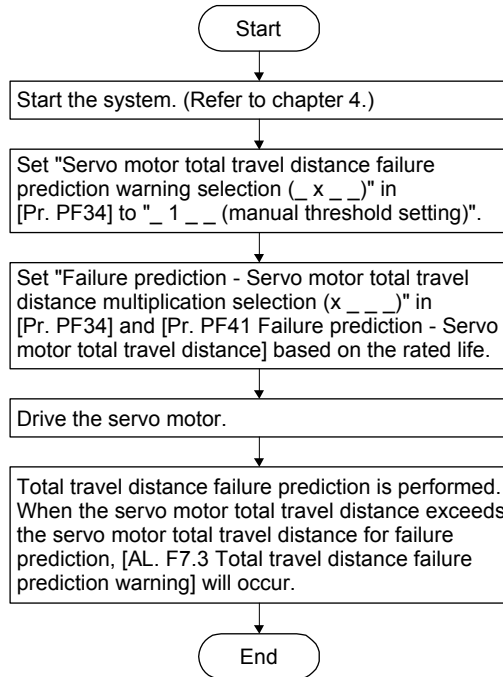 Start
Start the system. (Refer to chapter 4.)
Set "Servo motor total travel distance failure
prediction warning selection (_ x _ _)" in
[Pr. PF34] to "_ 1 _ _ (manual threshold setting)".
Set "Failure prediction - Servo motor total travel
distance multiplication selection (x _ _ _)" in
[Pr. PF34] and [Pr. PF41 Failure prediction - Servo
motor total travel distance] based on the rated life.
Drive the servo motor.
Total travel distance failure prediction is performed.
When the servo motor total travel distance exceeds
the servo motor total travel distance for failure
prediction, [AL. F7.3 Total travel distance failure
prediction warning] will occur.
End